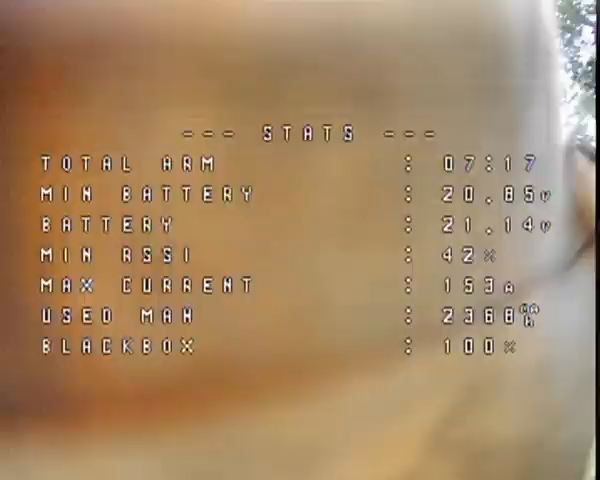 --- STATS ---
TOTAL ARM : 07:17
MIN BATTERY : 20.85V
BATTERY : 21.14V
MIN RSSI : 42%
MAX CURRENT : 153A
USED MAH : 2368MAH
BLACKBOX : 100%